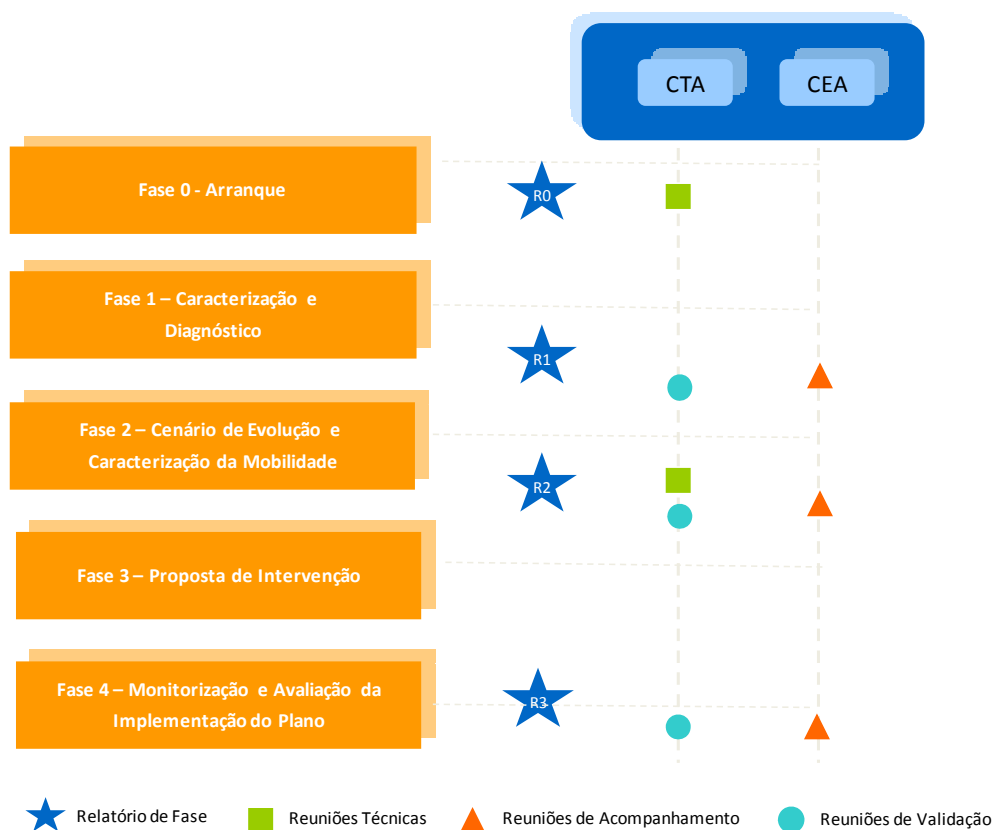 CTA
CEA
Fase 0 - Arranque
R0
Fase 1 – Caracterização e
Diagnóstico
R1
Fase 2 – Cenário de Evolução e
Caracterização da Mobilidade
R2
Fase 3 – Proposta de Intervenção
Fase 4 – Monitorização e Avaliação da
Implementação do Plano
R3
Relatório de Fase
Reuniões Técnicas
Reuniões de Acompanhamento
Reuniões de Validação